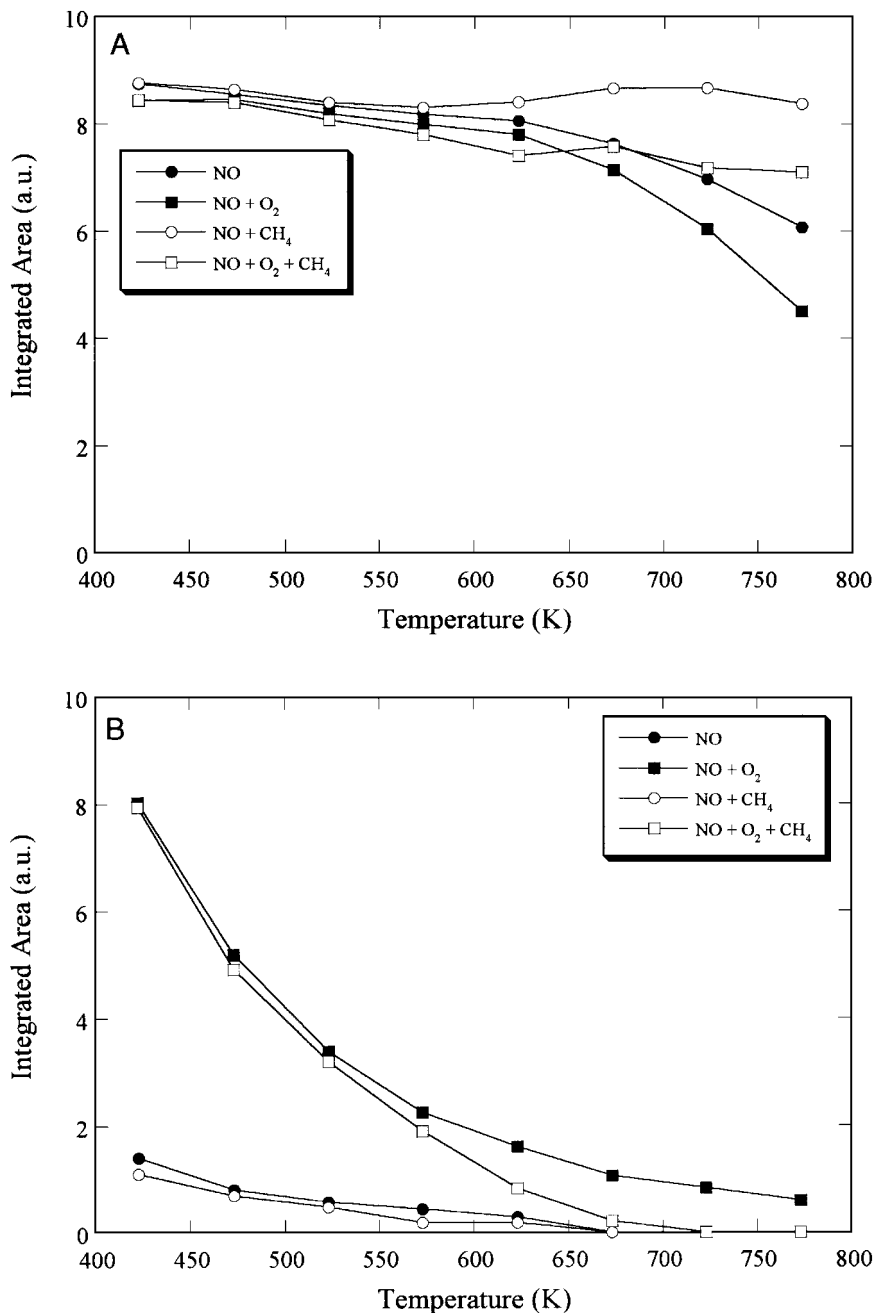 A
10
8
6
4
2
0
Integrated Area (a.u.)
NO
NO + O₂
NO + CH₄
NO + O₂ + CH₄
400 450 500 550 600 650 700 750 800
Temperature (K)
B
10
8
6
4
2
0
Integrated Area (a.u.)
NO
NO + O₂
NO + CH₄
NO + O₂ + CH₄
400 450 500 550 600 650 700 750 800
Temperature (K)